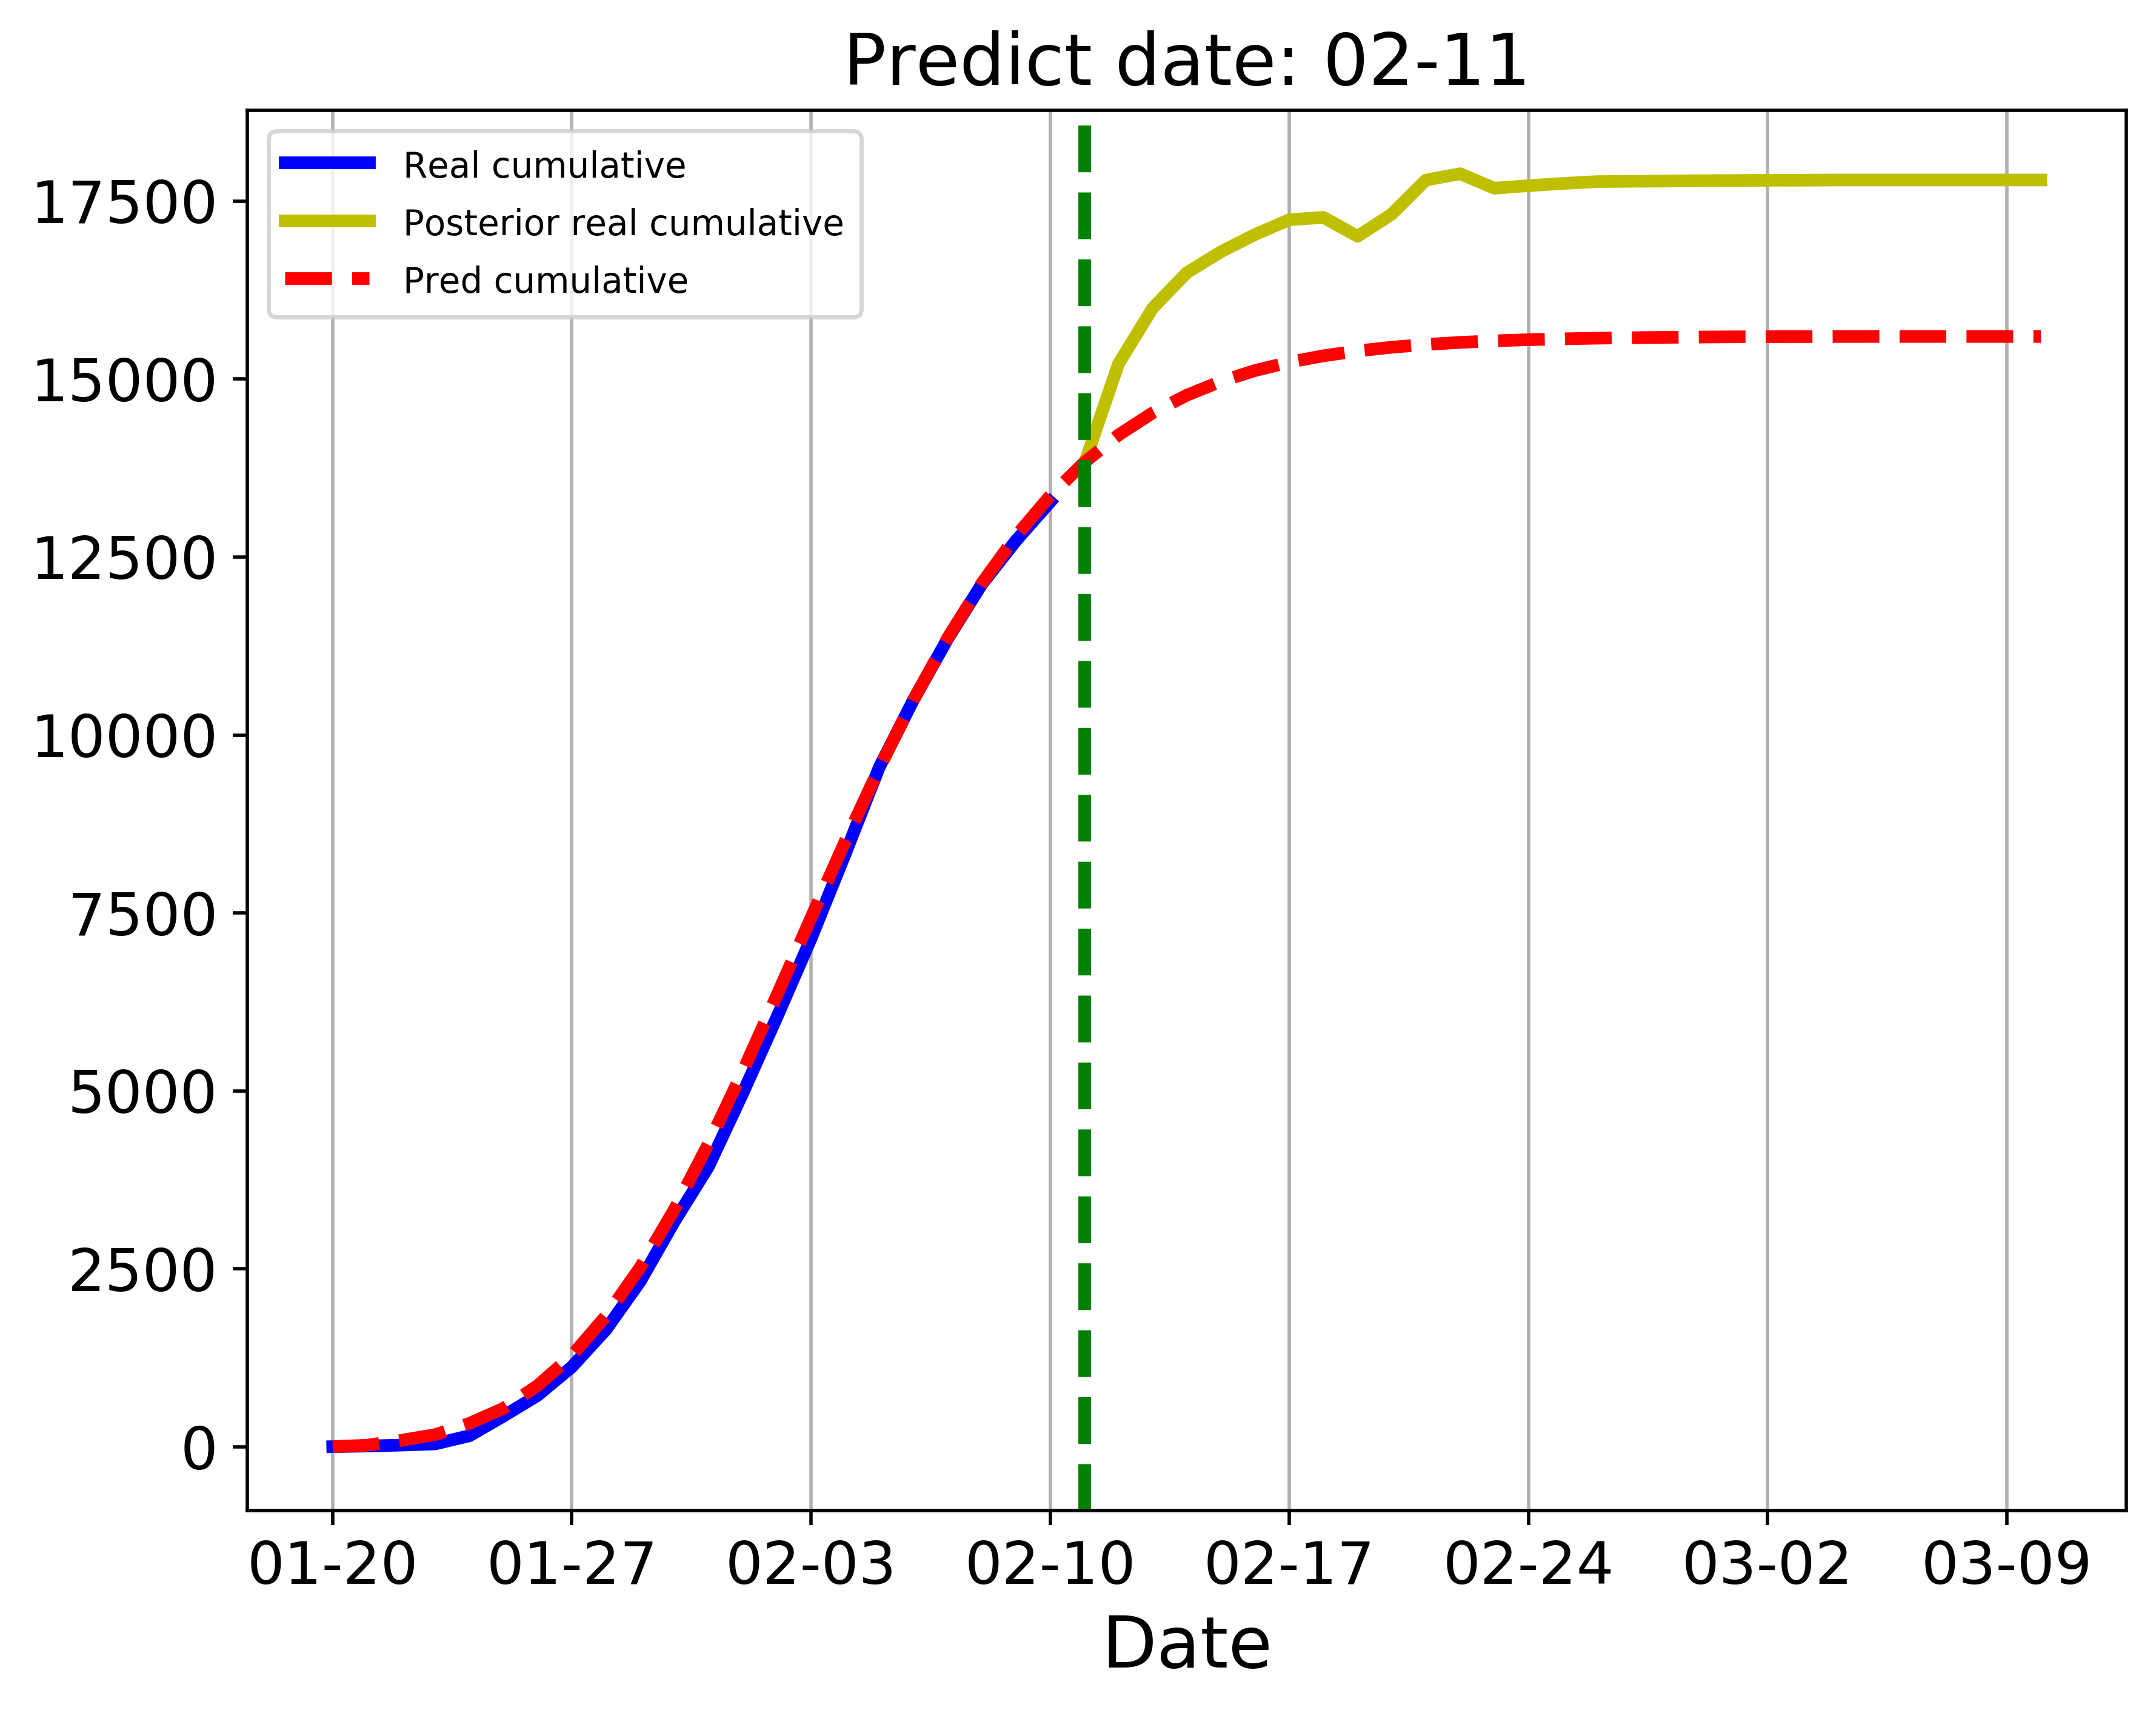 Predict date: 02-11
Real cumulative
Posterior real cumulative
Pred cumulative
17500
15000
12500
10000
7500
5000
2500
0
01-20 01-27 02-03 02-10 02-17 02-24 03-02 03-09
Date